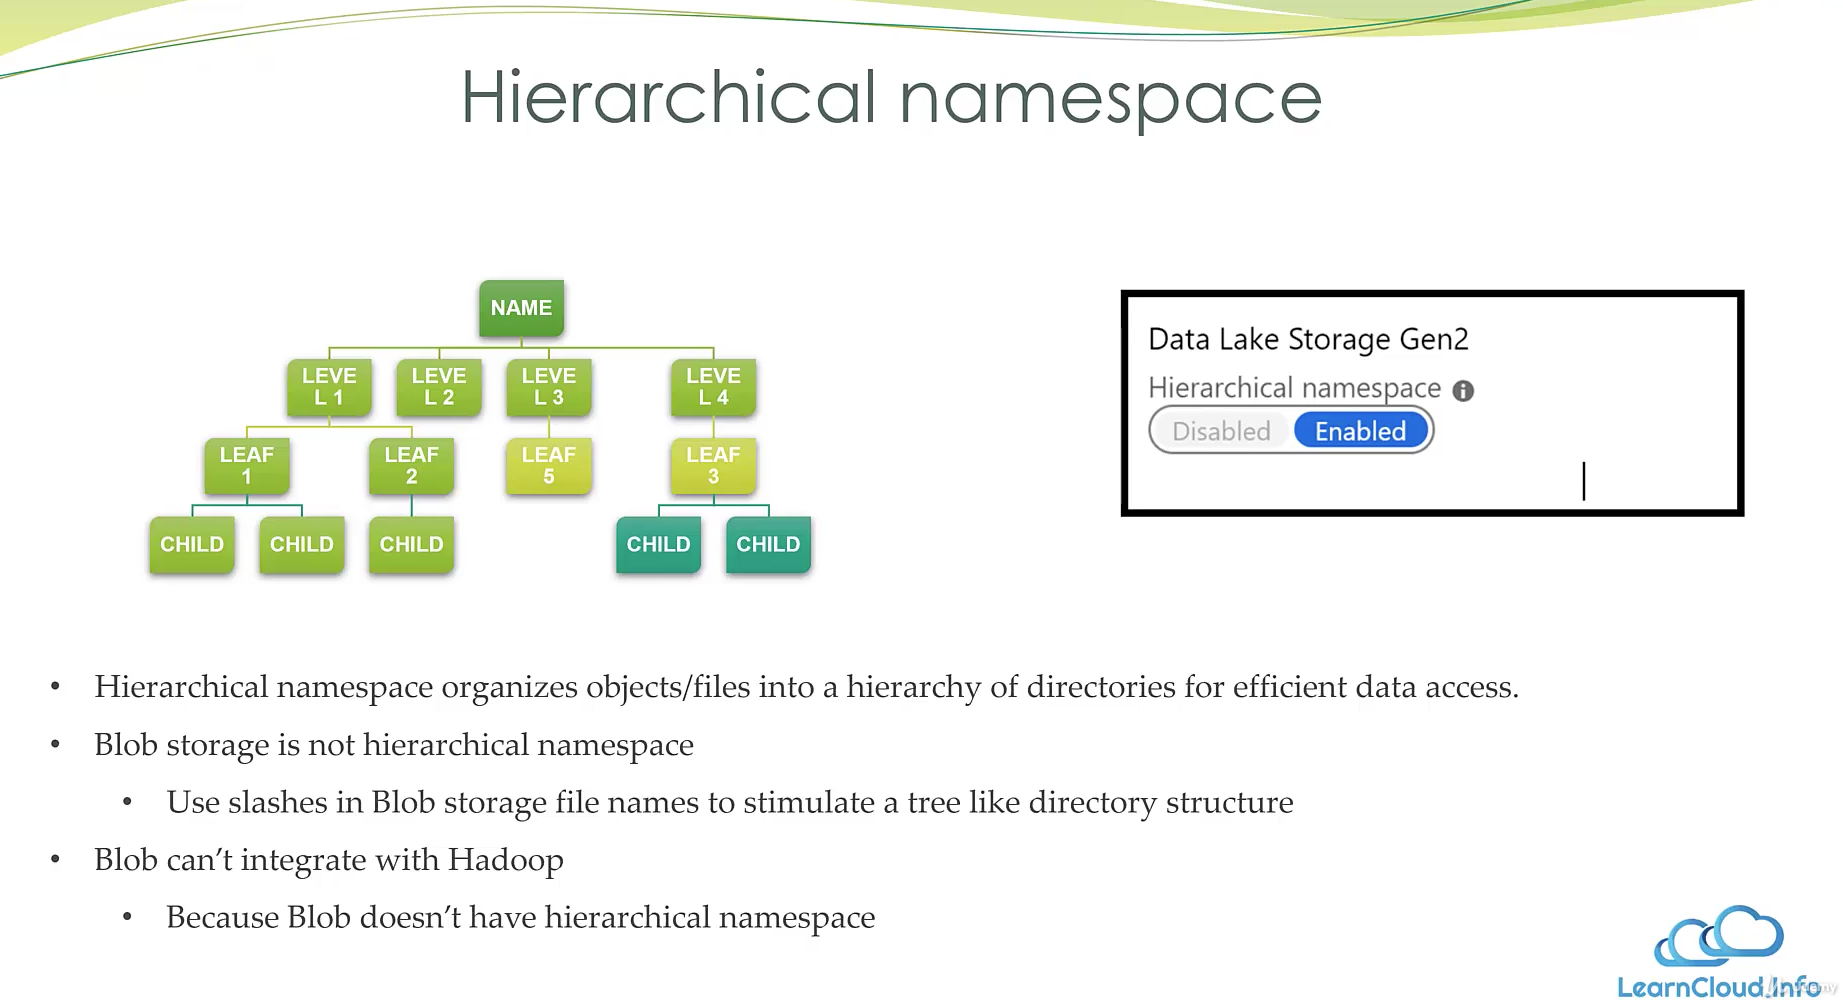 Hierarchical namespace
NAME
LEVE
L 1
LEVE
L 2
LEVE
L 3
LEVE
L 4
LEAF
1
LEAF
2
LEAF
5
LEAF
3
CHILD
CHILD
CHILD
CHILD
CHILD
Data Lake Storage Gen2
Hierarchical namespace
Disabled Enabled
• Hierarchical namespace organizes objects/files into a hierarchy of directories for efficient data access.
• Blob storage is not hierarchical namespace
• Use slashes in Blob storage file names to stimulate a tree like directory structure
• Blob can’t integrate with Hadoop
• Because Blob doesn’t have hierarchical namespace
LearnCloud.Info
Udemy